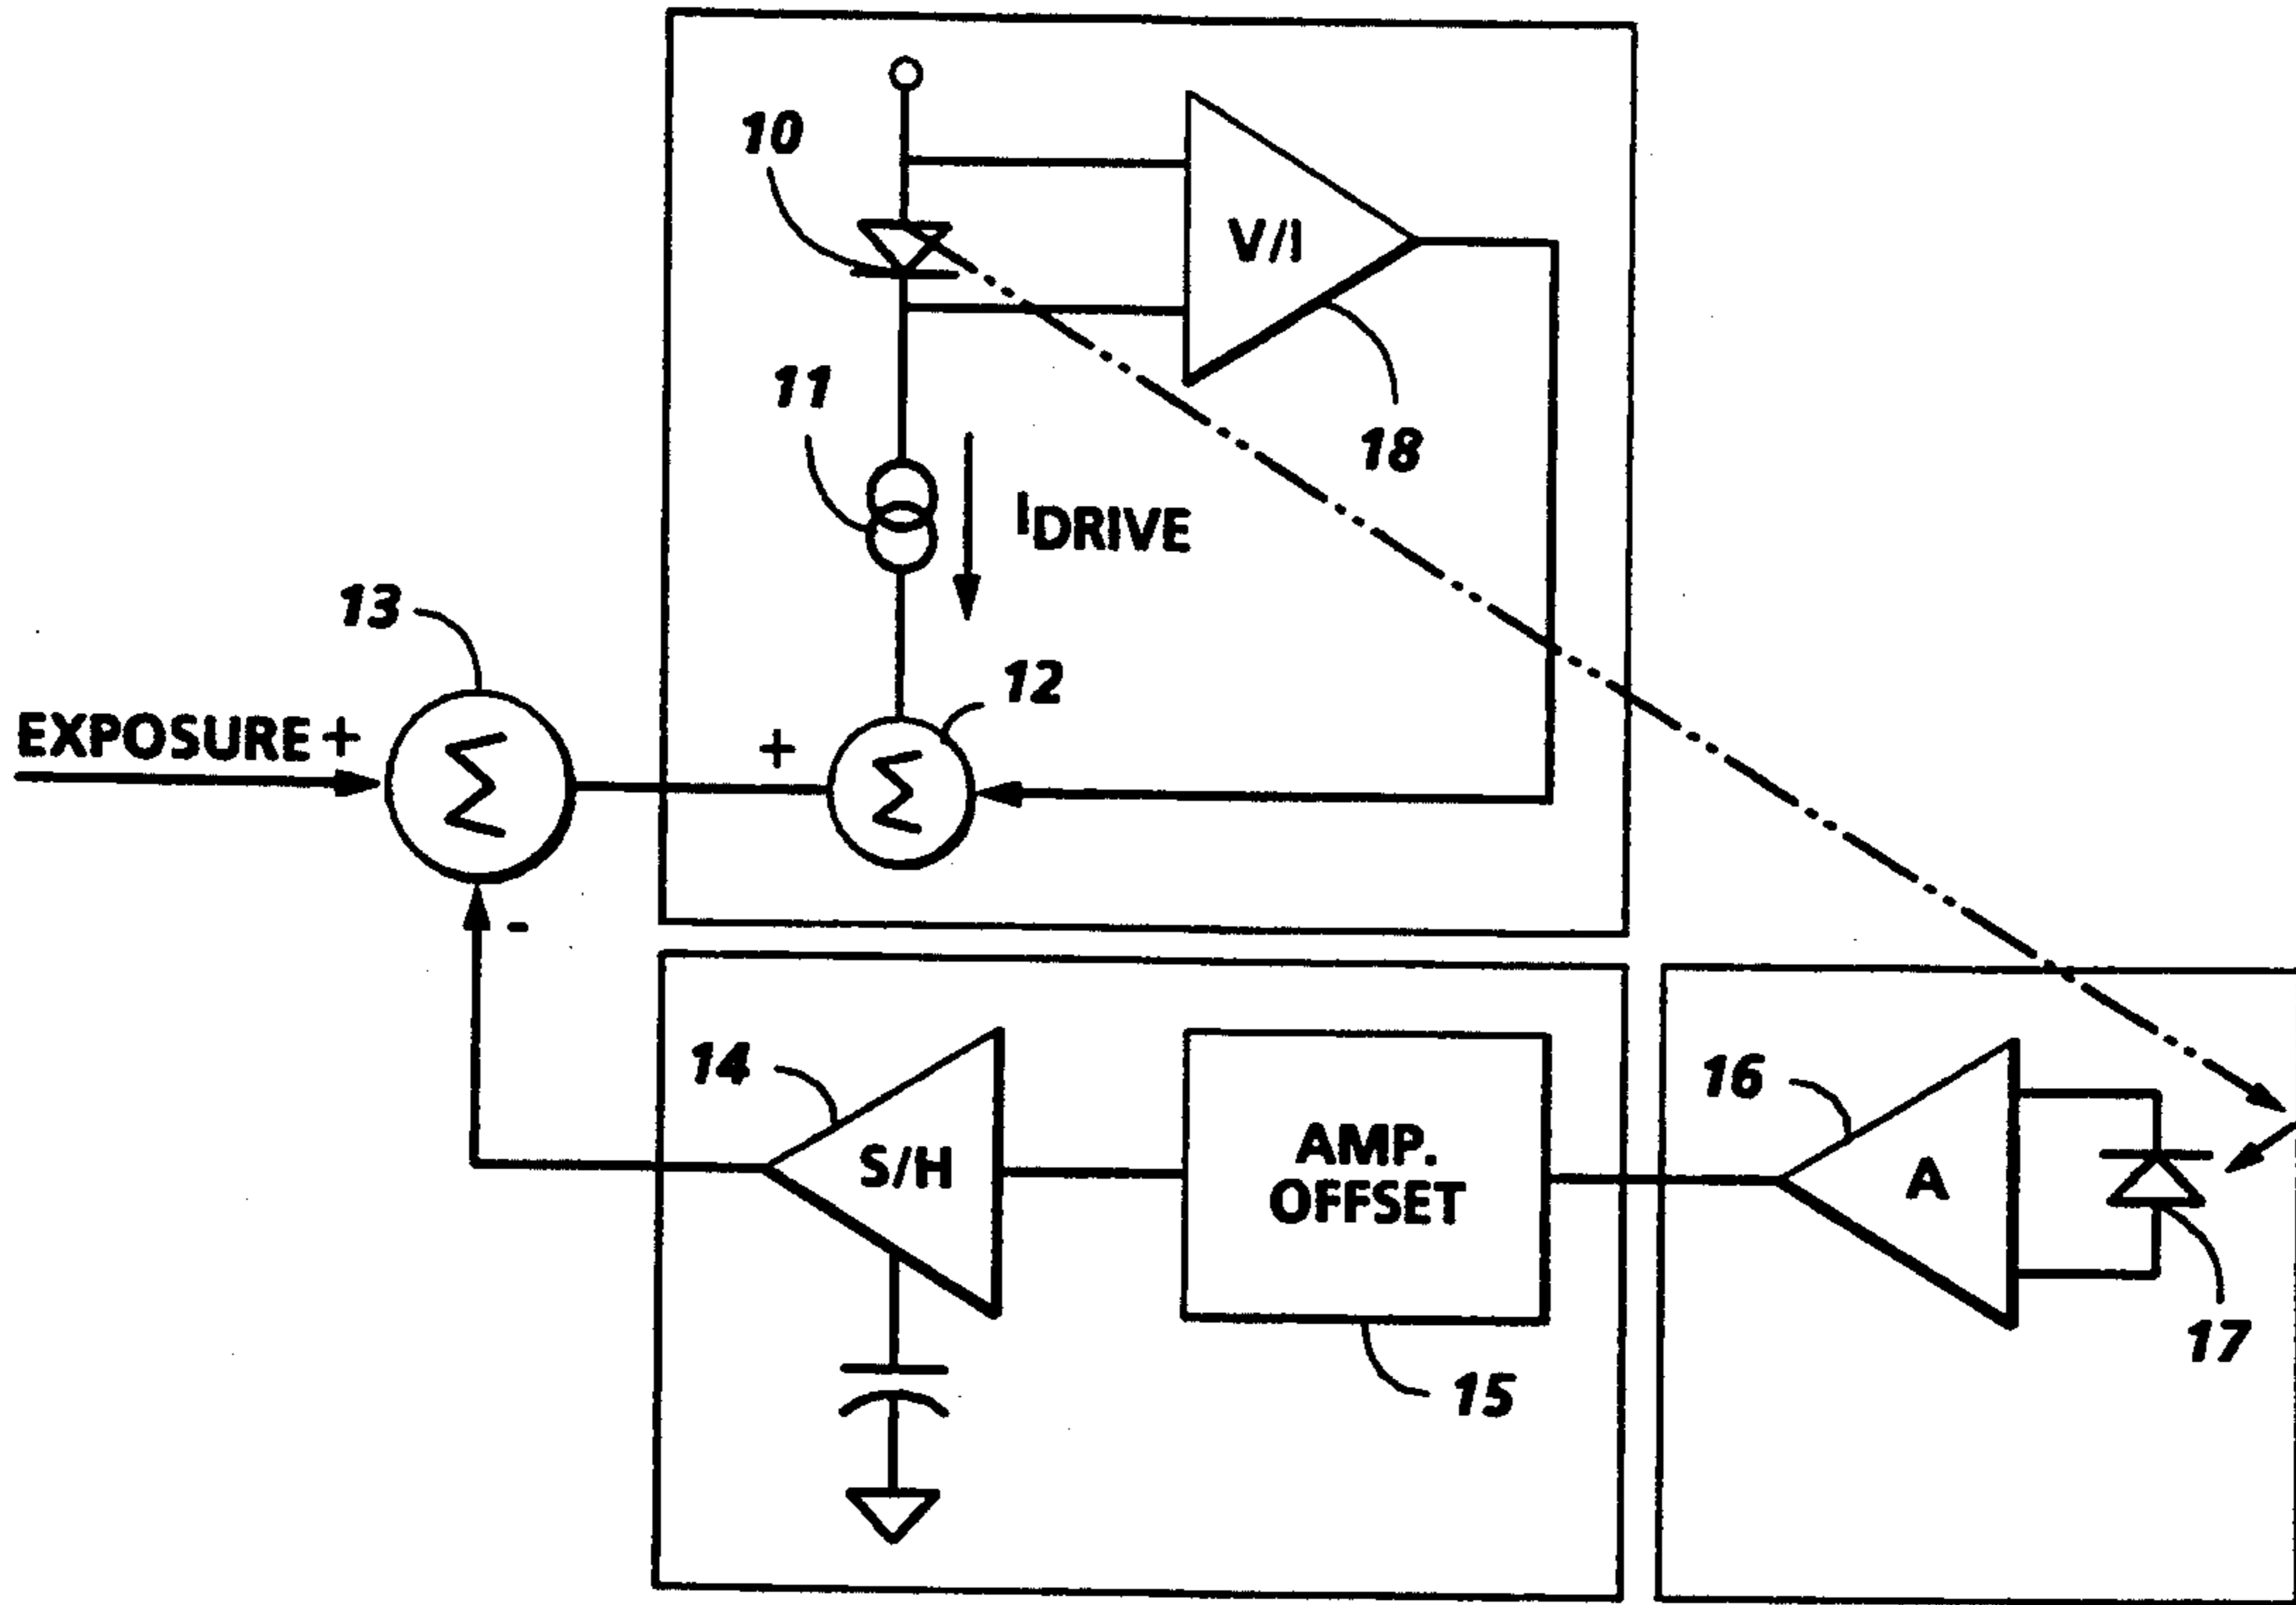 10
V/I
11
18
IDRIVE
13
12
EXPOSURE +
Σ
+
Σ
-
14
S/H
AMP.
OFFSET
16
A
15
17